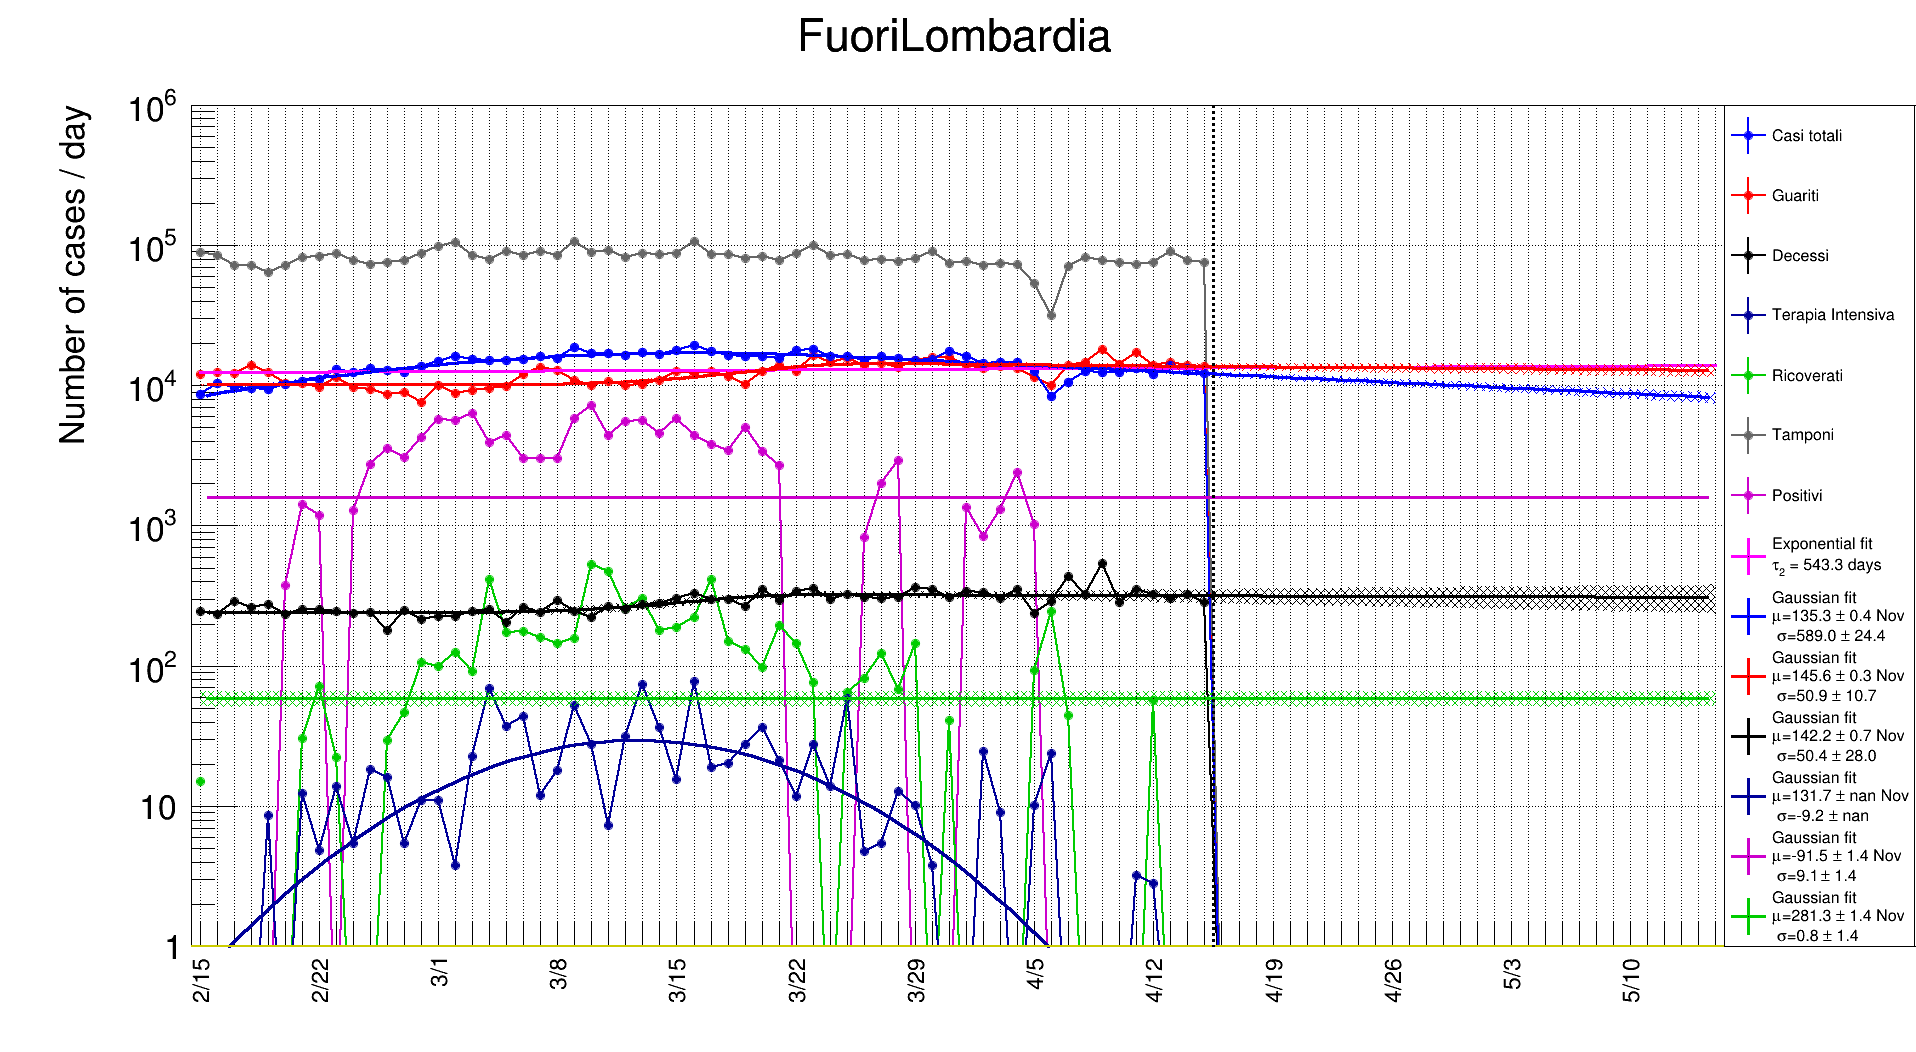 FuoriLombardia
Number of cases / day
10^6
10^5
10^4
10^3
10^2
10
1
2/15
2/22
3/1
3/8
3/15
3/22
3/29
4/5
4/12
4/19
4/26
5/3
5/10
Casi totali
Guariti
Decessi
Terapia Intensiva
Ricoverati
Tamponi
Positivi
Exponential fit
τ₂ = 543.3 days
Gaussian fit
μ=135.3 ± 0.4 Nov
σ=589.0 ± 24.4
Gaussian fit
μ=145.6 ± 0.3 Nov
σ=50.9 ± 10.7
Gaussian fit
μ=142.2 ± 0.7 Nov
σ=50.4 ± 28.0
Gaussian fit
μ=131.7 ± nan Nov
σ=-9.2 ± nan
Gaussian fit
μ=-91.5 ± 1.4 Nov
σ=9.1 ± 1.4
Gaussian fit
μ=281.3 ± 1.4 Nov
σ=0.8 ± 1.4